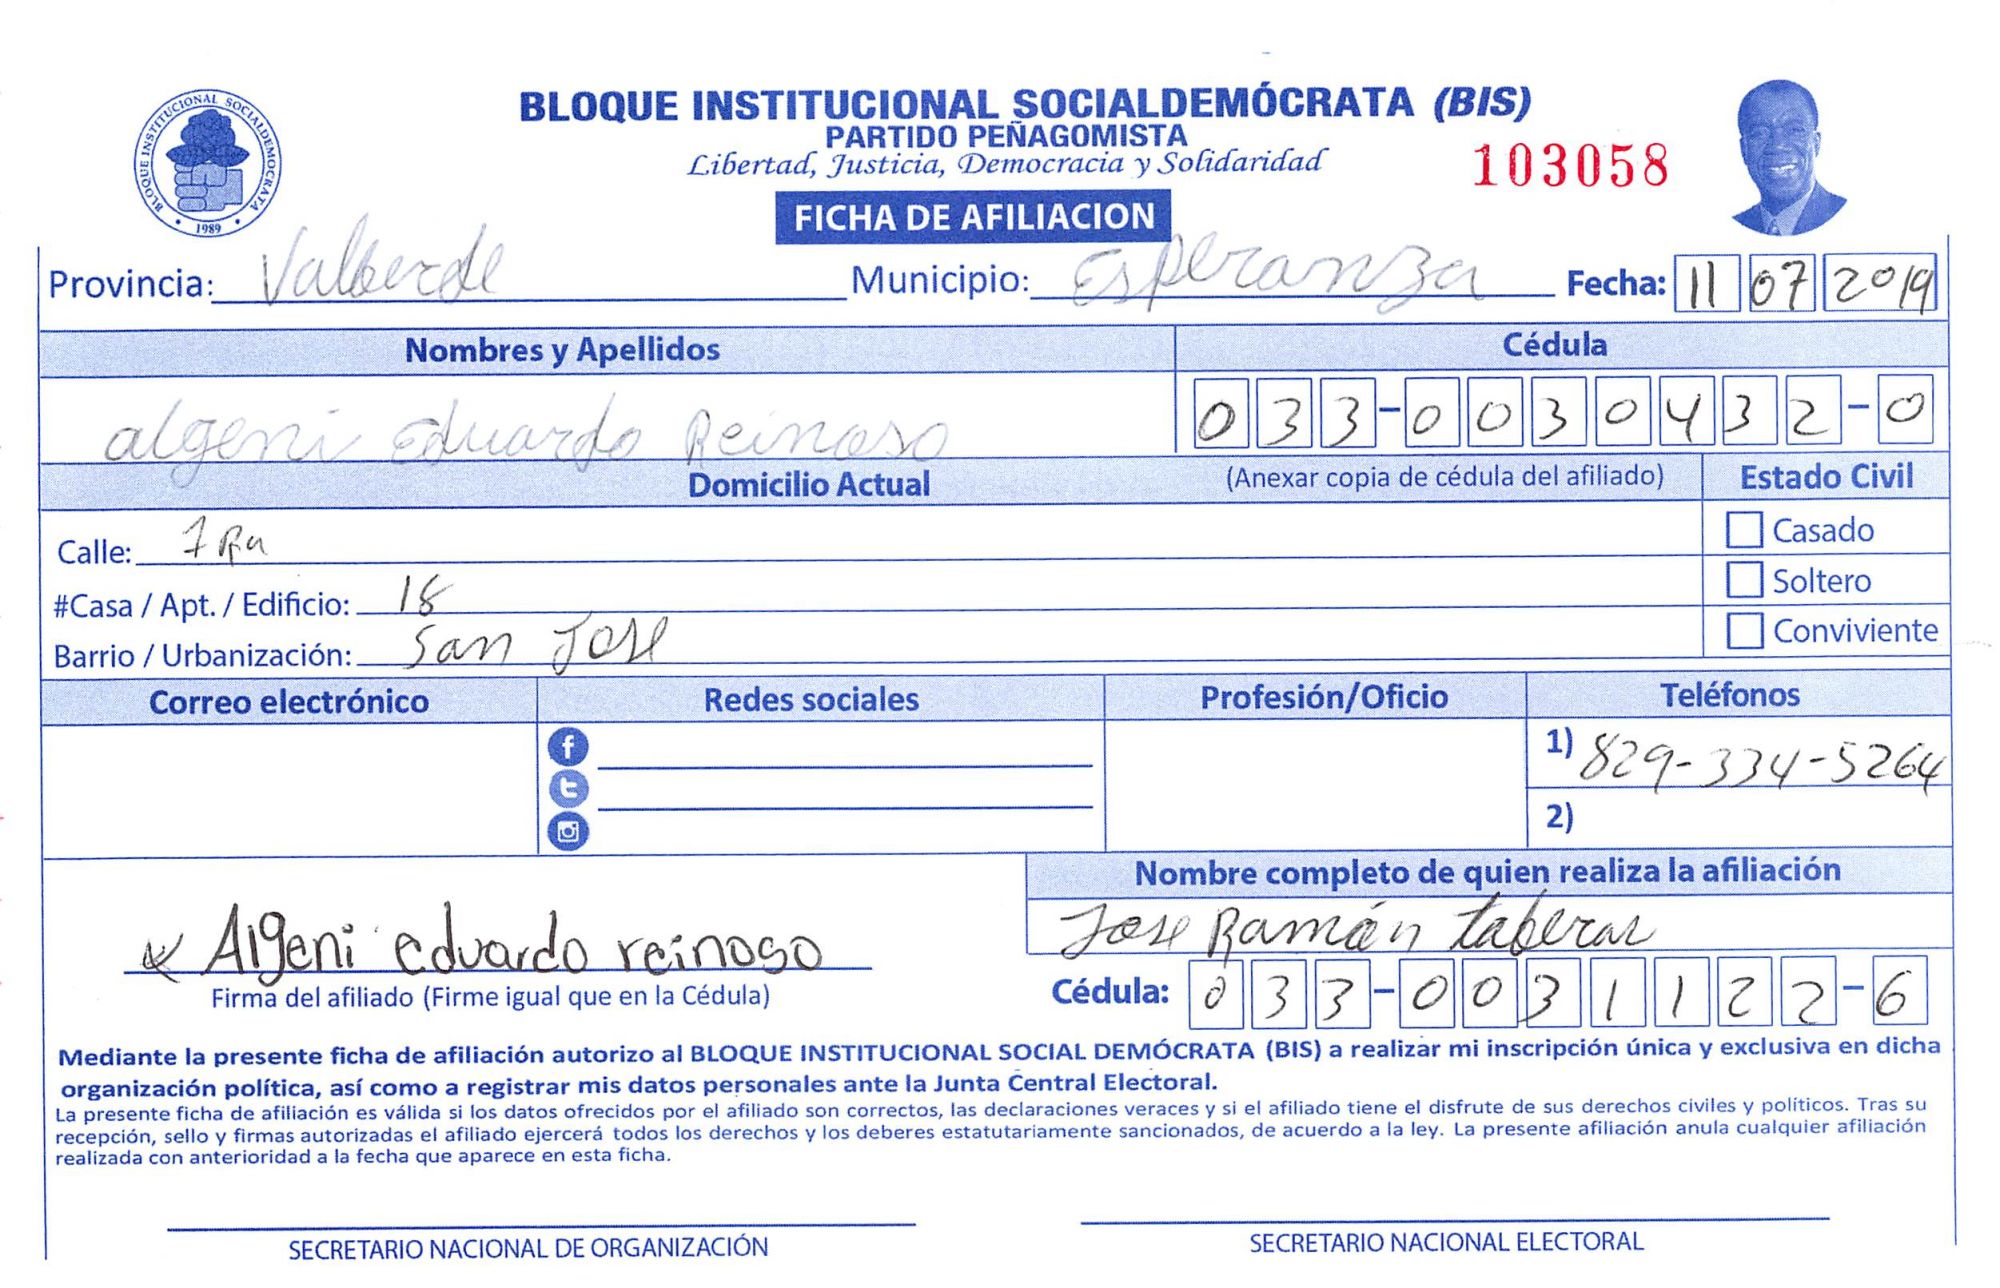 BLOQUE INSTITUCIONAL SOCIALDEMOCRATA
1989
BLOQUE INSTITUCIONAL SOCIALDEMÓCRATA (BIS)
PARTIDO PEÑAGOMISTA
Libertad, Justicia, Democracia y Solidaridad
103058
FICHA DE AFILIACION
Provincia: Valberde Municipio: Esperanza Fecha: 11 07 2019
Nombres y Apellidos Cédula
algeni Eduardo Reinoso 033-0030432-0
Domicilio Actual (Anexar copia de cédula del afiliado) Estado Civil
Calle: 1 Ra Casado
#Casa / Apt. / Edificio: 18 Soltero
Barrio / Urbanización: San Jose Conviviente
Correo electrónico Redes sociales Profesión/Oficio Teléfonos
1) 829-334-5264
2)
Nombre completo de quien realiza la afiliación
Jose Ramón taberas
Algeni eduardo reinoso
Firma del afiliado (Firme igual que en la Cédula) Cédula: 033-0031122-6
Mediante la presente ficha de afiliación autorizo al BLOQUE INSTITUCIONAL SOCIAL DEMÓCRATA (BIS) a realizar mi inscripción única y exclusiva en dicha
organización política, así como a registrar mis datos personales ante la Junta Central Electoral.
La presente ficha de afiliación es válida si los datos ofrecidos por el afiliado son correctos, las declaraciones veraces y si el afiliado tiene el disfrute de sus derechos civiles y políticos. Tras su
recepción, sello y firmas autorizadas el afiliado ejercerá todos los derechos y los deberes estatutariamente sancionados, de acuerdo a la ley. La presente afiliación anula cualquier afiliación
realizada con anterioridad a la fecha que aparece en esta ficha.
SECRETARIO NACIONAL DE ORGANIZACIÓN SECRETARIO NACIONAL ELECTORAL